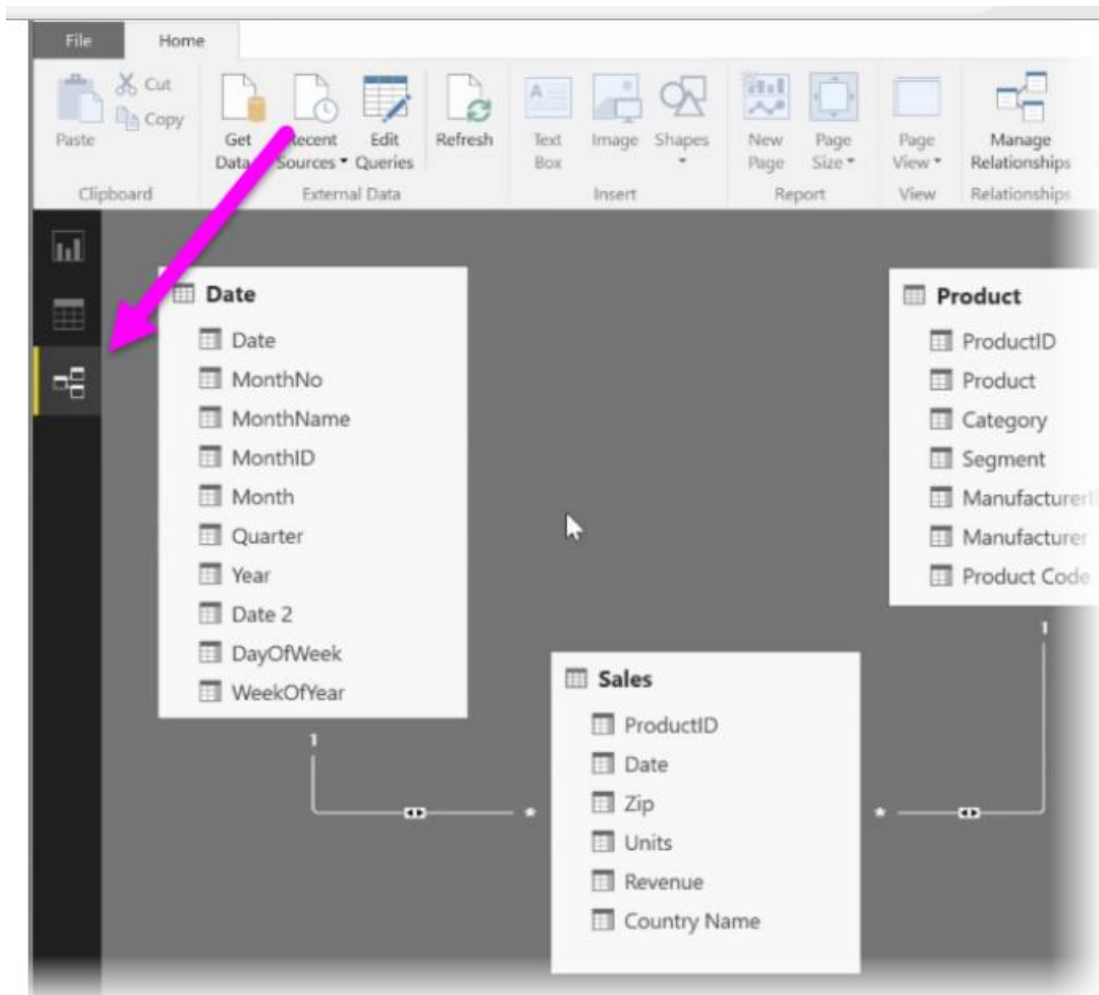 File Home
Cut
Copy
Paste
Get Data
Recent Sources
Edit Queries
Refresh
Text Box
Image
Shapes
New Page
Page Size
Page View
Manage Relationships
Clipboard
External Data
Insert
Report
View
Relationships
Date
Date
MonthNo
MonthName
MonthID
Month
Quarter
Year
Date 2
DayOfWeek
WeekOfYear
Product
ProductID
Product
Category
Segment
Manufacturer
Product Code
1
1
Sales
ProductID
Date
Zip
Units
Revenue
Country Name
*
*